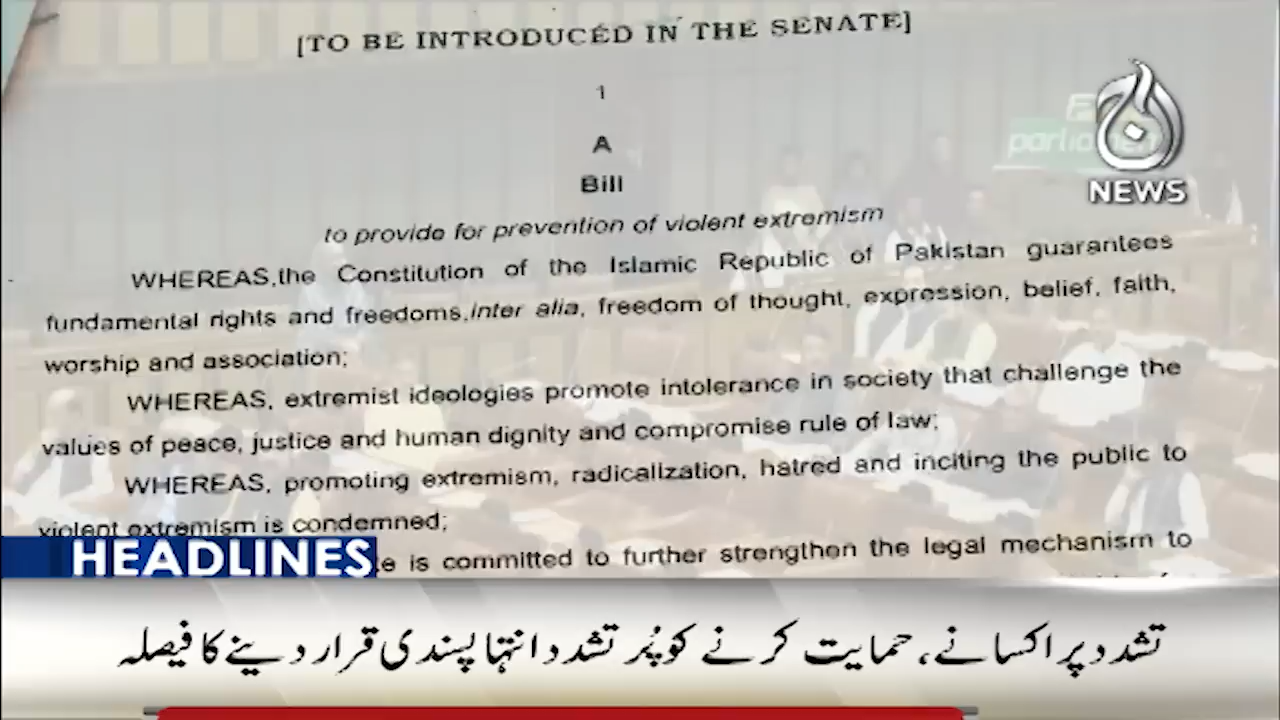 [TO BE INTRODUCED IN THE SENATE]
1
A
Bill
to provide for prevention of violent extremism
WHEREAS,the Constitution of the Islamic Republic of Pakistan guarantees
fundamental rights and freedoms,inter alia, freedom of thought, expression, belief, faith,
worship and association;
WHEREAS, extremist ideologies promote intolerance in society that challenge the
values of peace, justice and human dignity and compromise rule of law;
WHEREAS, promoting extremism, radicalization, hatred and inciting the public to
violent extremism is condemned;
is committed to further strengthen the legal mechanism to
آج
NEWS
HEADLINES
تشدد پر اکسانے، حمایت کرنے کو پُر تشدد انتہا پسندی قرار دینے کا فیصلہ